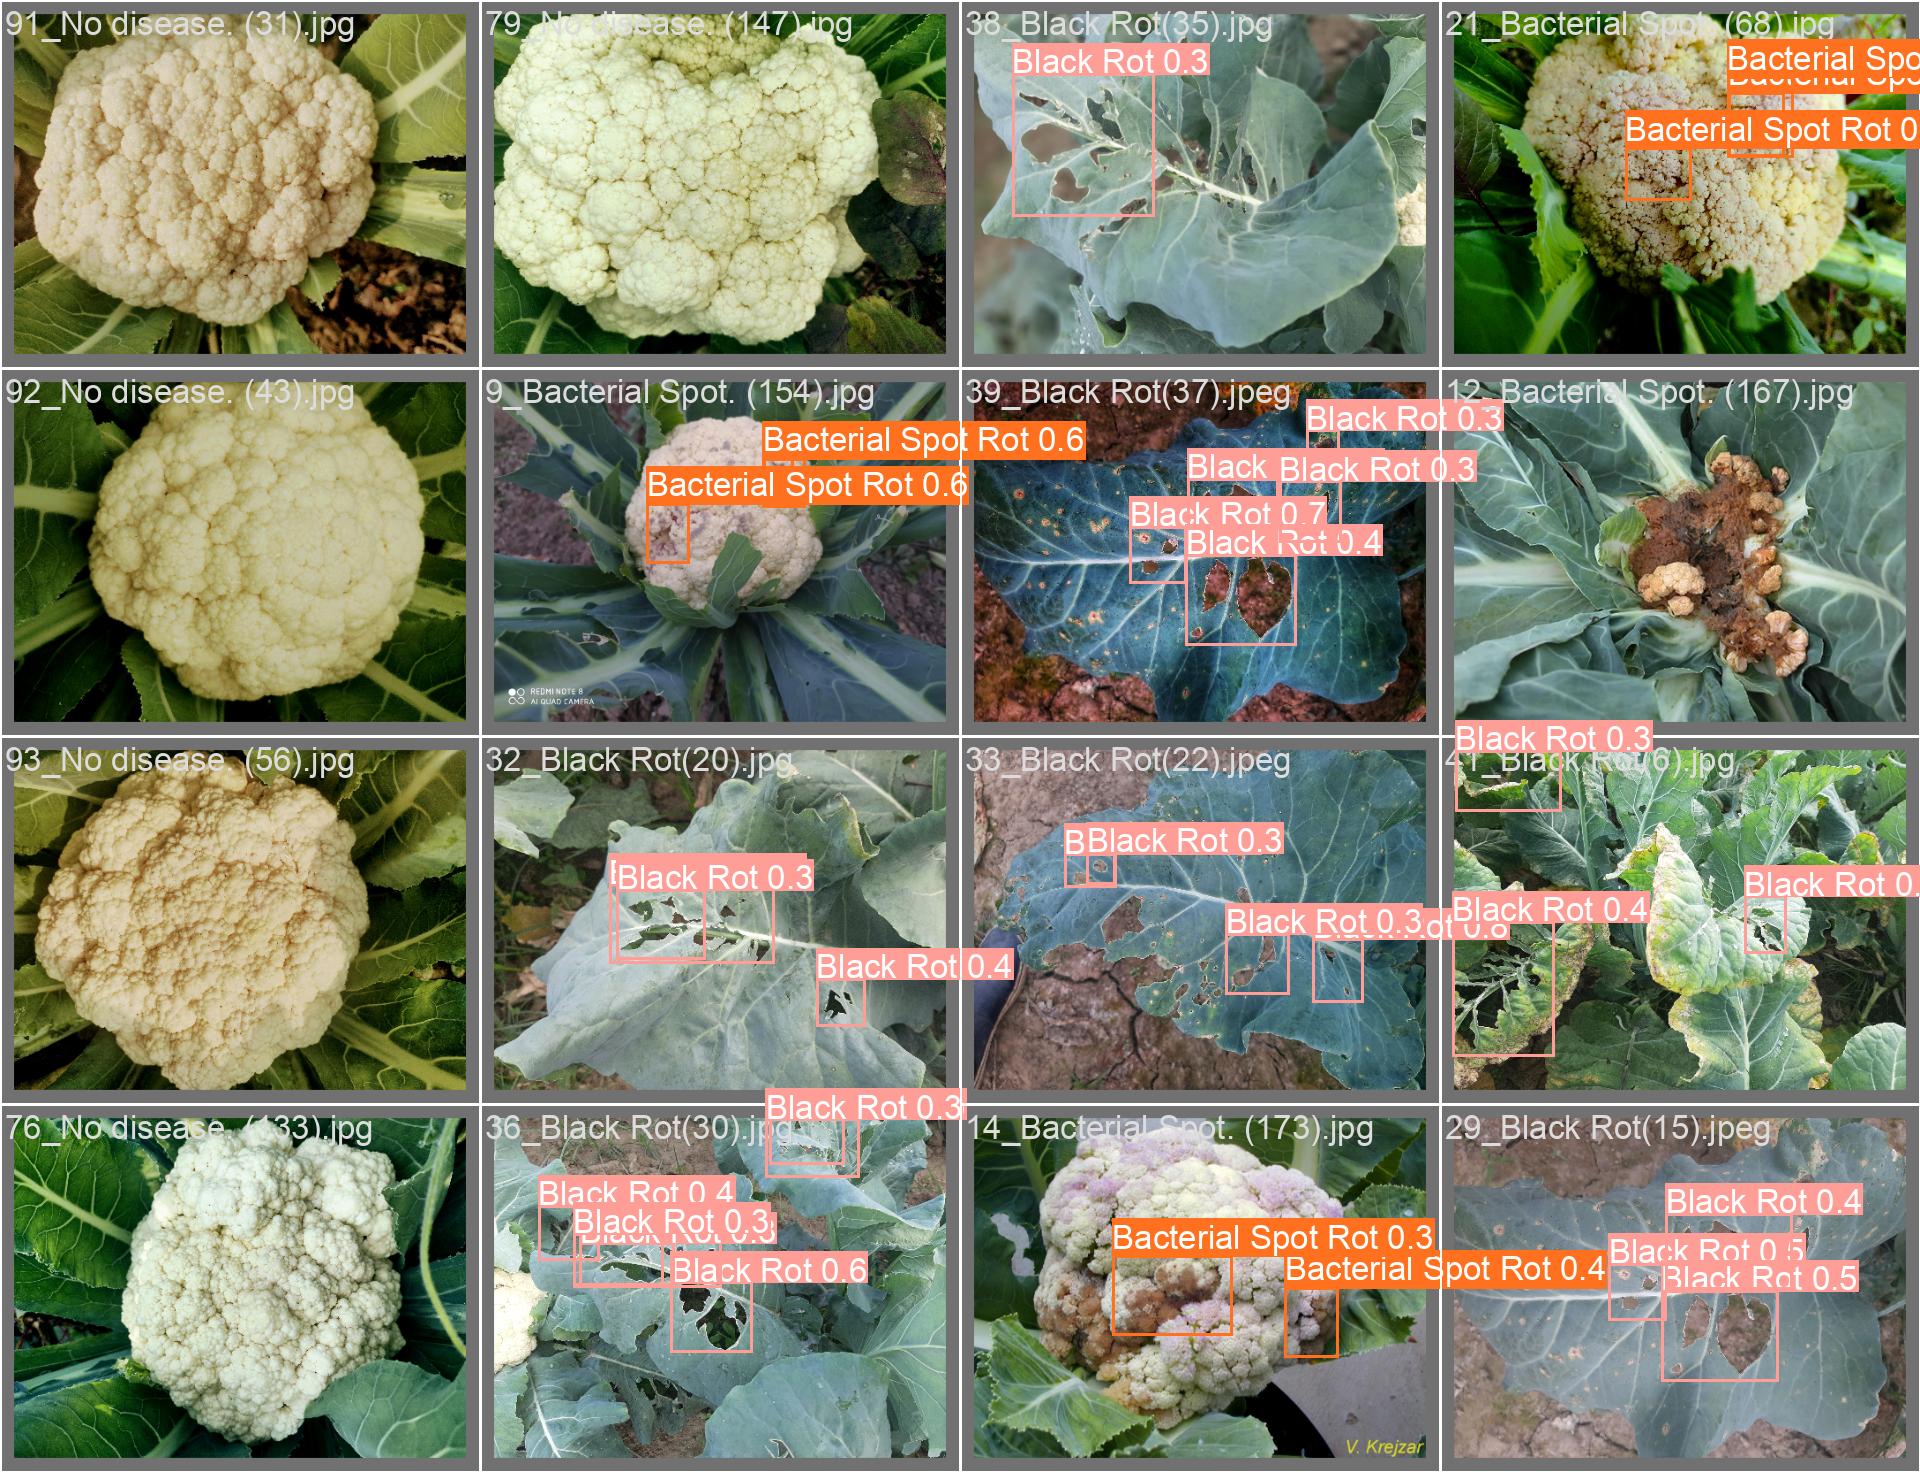 91_No disease. (31).jpg
79_No disease. (147).jpg
38_Black Rot(35).jpg
Black Rot 0.3
21_Bacterial Spot. (68).jpg
Bacterial Spo
Bacterial Spo
Bacterial Spot Rot 0
92_No disease. (43).jpg
9_Bacterial Spot. (154).jpg
Bacterial Spot Rot 0.6
Bacterial Spot Rot 0.6
REDMI NOTE 8
AI QUAD CAMERA
39_Black Rot(37).jpeg
Black Rot 0.3
Black
Black Rot 0.3
Black Rot 0.7
Black Rot 0.4
12_Bacterial Spot. (167).jpg
93_No disease. (56).jpg
32_Black Rot(20).jpg
Black Rot 0.3
Black Rot 0.4
33_Black Rot(22).jpeg
B
Black Rot 0.3
Black Rot 0.3
Black Rot 0.3
41_Black Rot(6).jpg
Black Rot 0.4
Black Rot 0.
76_No disease. (133).jpg
36_Black Rot(30).jpg
Black Rot 0.3
Black Rot 0.4
Black Rot 0.3
Black Rot 0.6
14_Bacterial Spot. (173).jpg
Bacterial Spot Rot 0.3
Bacterial Spot Rot 0.4
V. Krejzar
29_Black Rot(15).jpeg
Black Rot 0.4
Black Rot 0.5
Black Rot 0.5